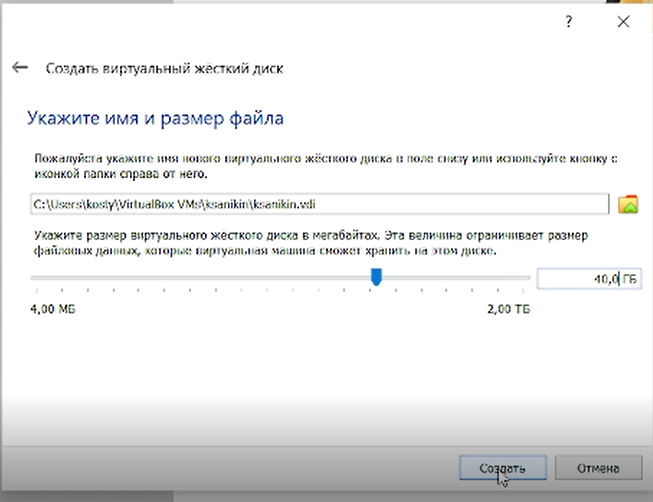 ?
Создать виртуальный жёсткий диск
Укажите имя и размер файла
Пожалуйста укажите имя нового виртуального жёсткого диска в поле снизу или используйте кнопку с
иконкой папки справа от него.
C:\Users\kosty\VirtualBox VMs\ksanikin\ksanikin.vdi
Укажите размер виртуального жесткого диска в мегабайтах. Эта величина ограничивает размер
файловых данных, которые виртуальная машина сможет хранить на этом диске.
40,0 ГБ
4,00 МБ
2,00 ТБ
Создать
Отмена